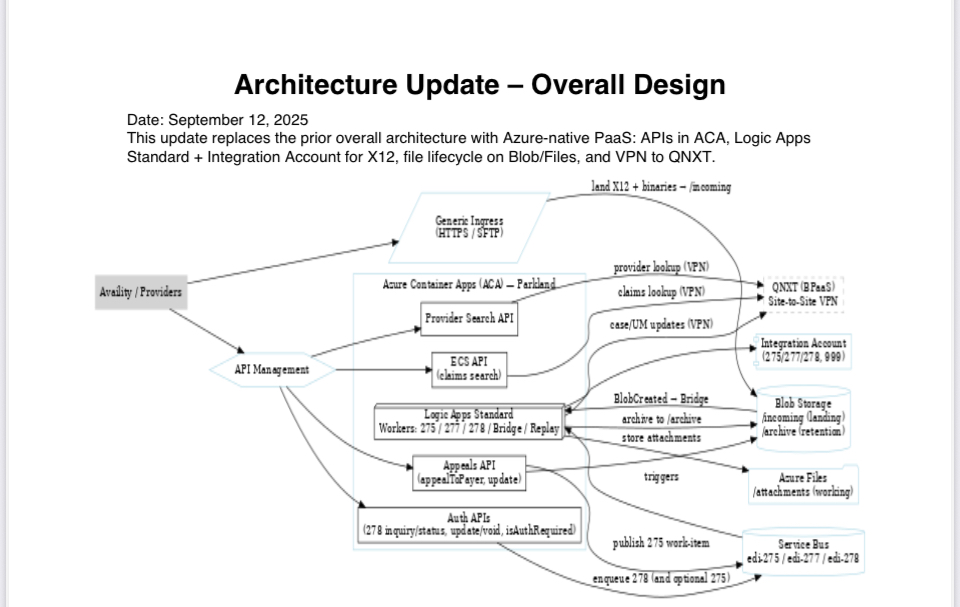 Architecture Update – Overall Design
Date: September 12, 2025
This update replaces the prior overall architecture with Azure-native PaaS: APIs in ACA, Logic Apps
Standard + Integration Account for X12, file lifecycle on Blob/Files, and VPN to QNXT.
land X12 + binaries – /incoming
Generic Ingress
(HTTPS / SFTP)
Availity / Providers
Azure Container Apps (ACA) – Parkland
provider lookup (VPN)
QNXT (BPaaS)
Site-to-Site VPN
claims lookup (VPN)
Provider Search API
case/UM updates (VPN)
Integration Account
(275/277/278, 999)
API Management
ECS API
(claims search)
BlobCreated – Bridge
Blob Storage
/incoming (landing)
/archive (retention)
Logic Apps Standard
Workers: 275 / 277 / 278 / Bridge / Replay
archive to /archive
store attachments
Appeals API
(appealToPayer, update)
triggers
Azure Files
/attachments (working)
Auth APIs
(278 inquiry/status, update/void, isAuthRequired)
publish 275 work-item
Service Bus
edi-275 / edi-277 / edi-278
enqueue 278 (and optional 275)